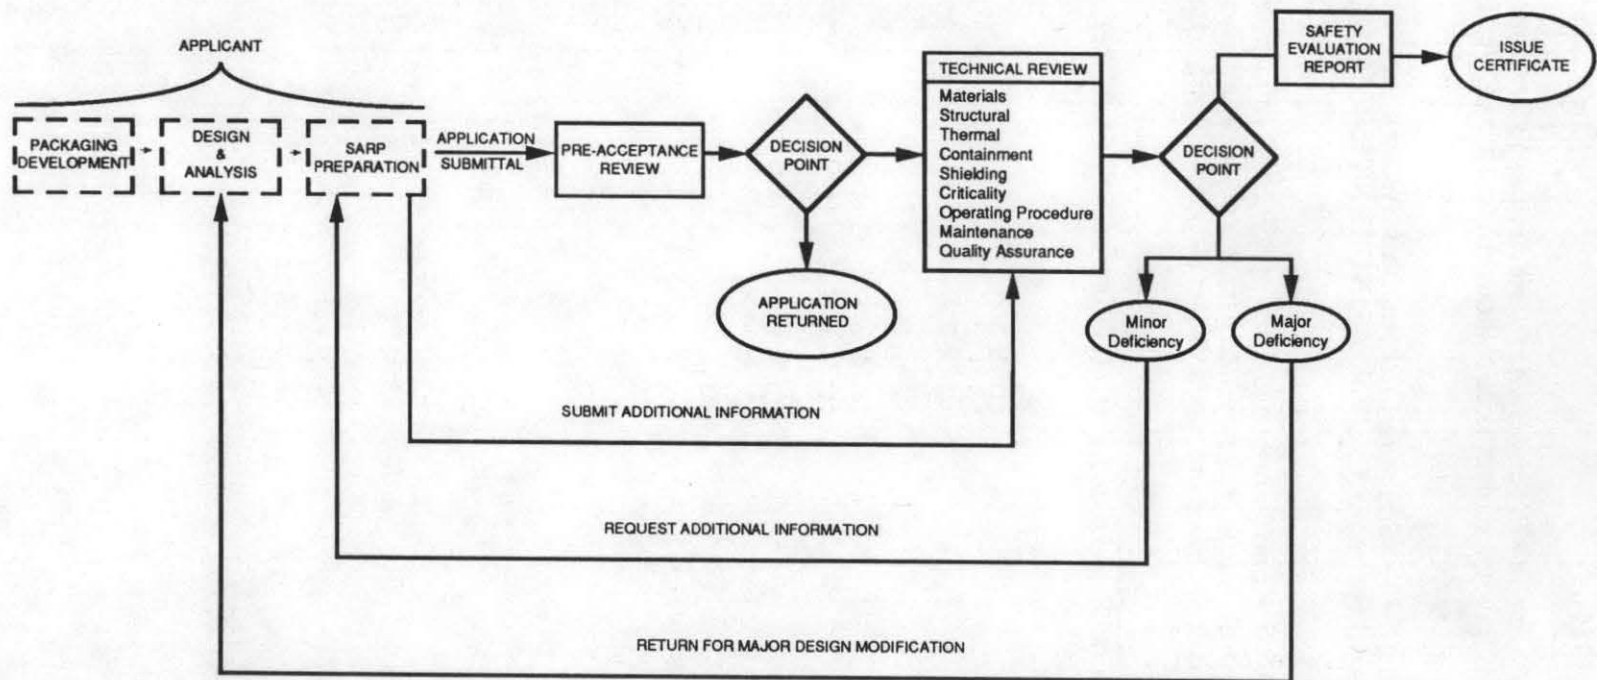 APPLICANT
PACKAGING
DEVELOPMENT
DESIGN
&
ANALYSIS
SARP
PREPARATION
APPLICATION
SUBMITTAL
PRE-ACCEPTANCE
REVIEW
DECISION
POINT
APPLICATION
RETURNED
TECHNICAL REVIEW
Materials
Structural
Thermal
Containment
Shielding
Criticality
Operating Procedure
Maintenance
Quality Assurance
DECISION
POINT
SAFETY
EVALUATION
REPORT
ISSUE
CERTIFICATE
Minor
Deficiency
Major
Deficiency
SUBMIT ADDITIONAL INFORMATION
REQUEST ADDITIONAL INFORMATION
RETURN FOR MAJOR DESIGN MODIFICATION